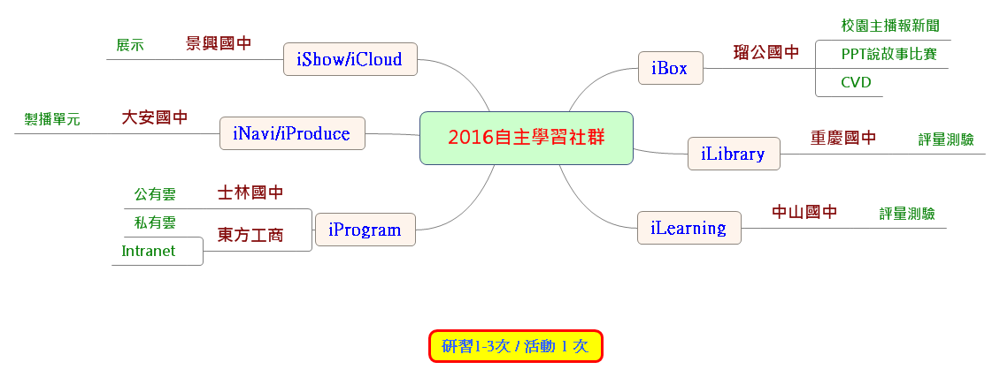 2016自主學習社群
iShow/iCloud
景興國中
展示
iNavi/iProduce
大安國中
製播單元
iProgram
士林國中
公有雲
東方工商
私有雲
Intranet
iBox
瑠公國中
校園主播報新聞
PPT說故事比賽
CVD
iLibrary
重慶國中
評量測驗
iLearning
中山國中
評量測驗
研習1-3次 / 活動 1 次